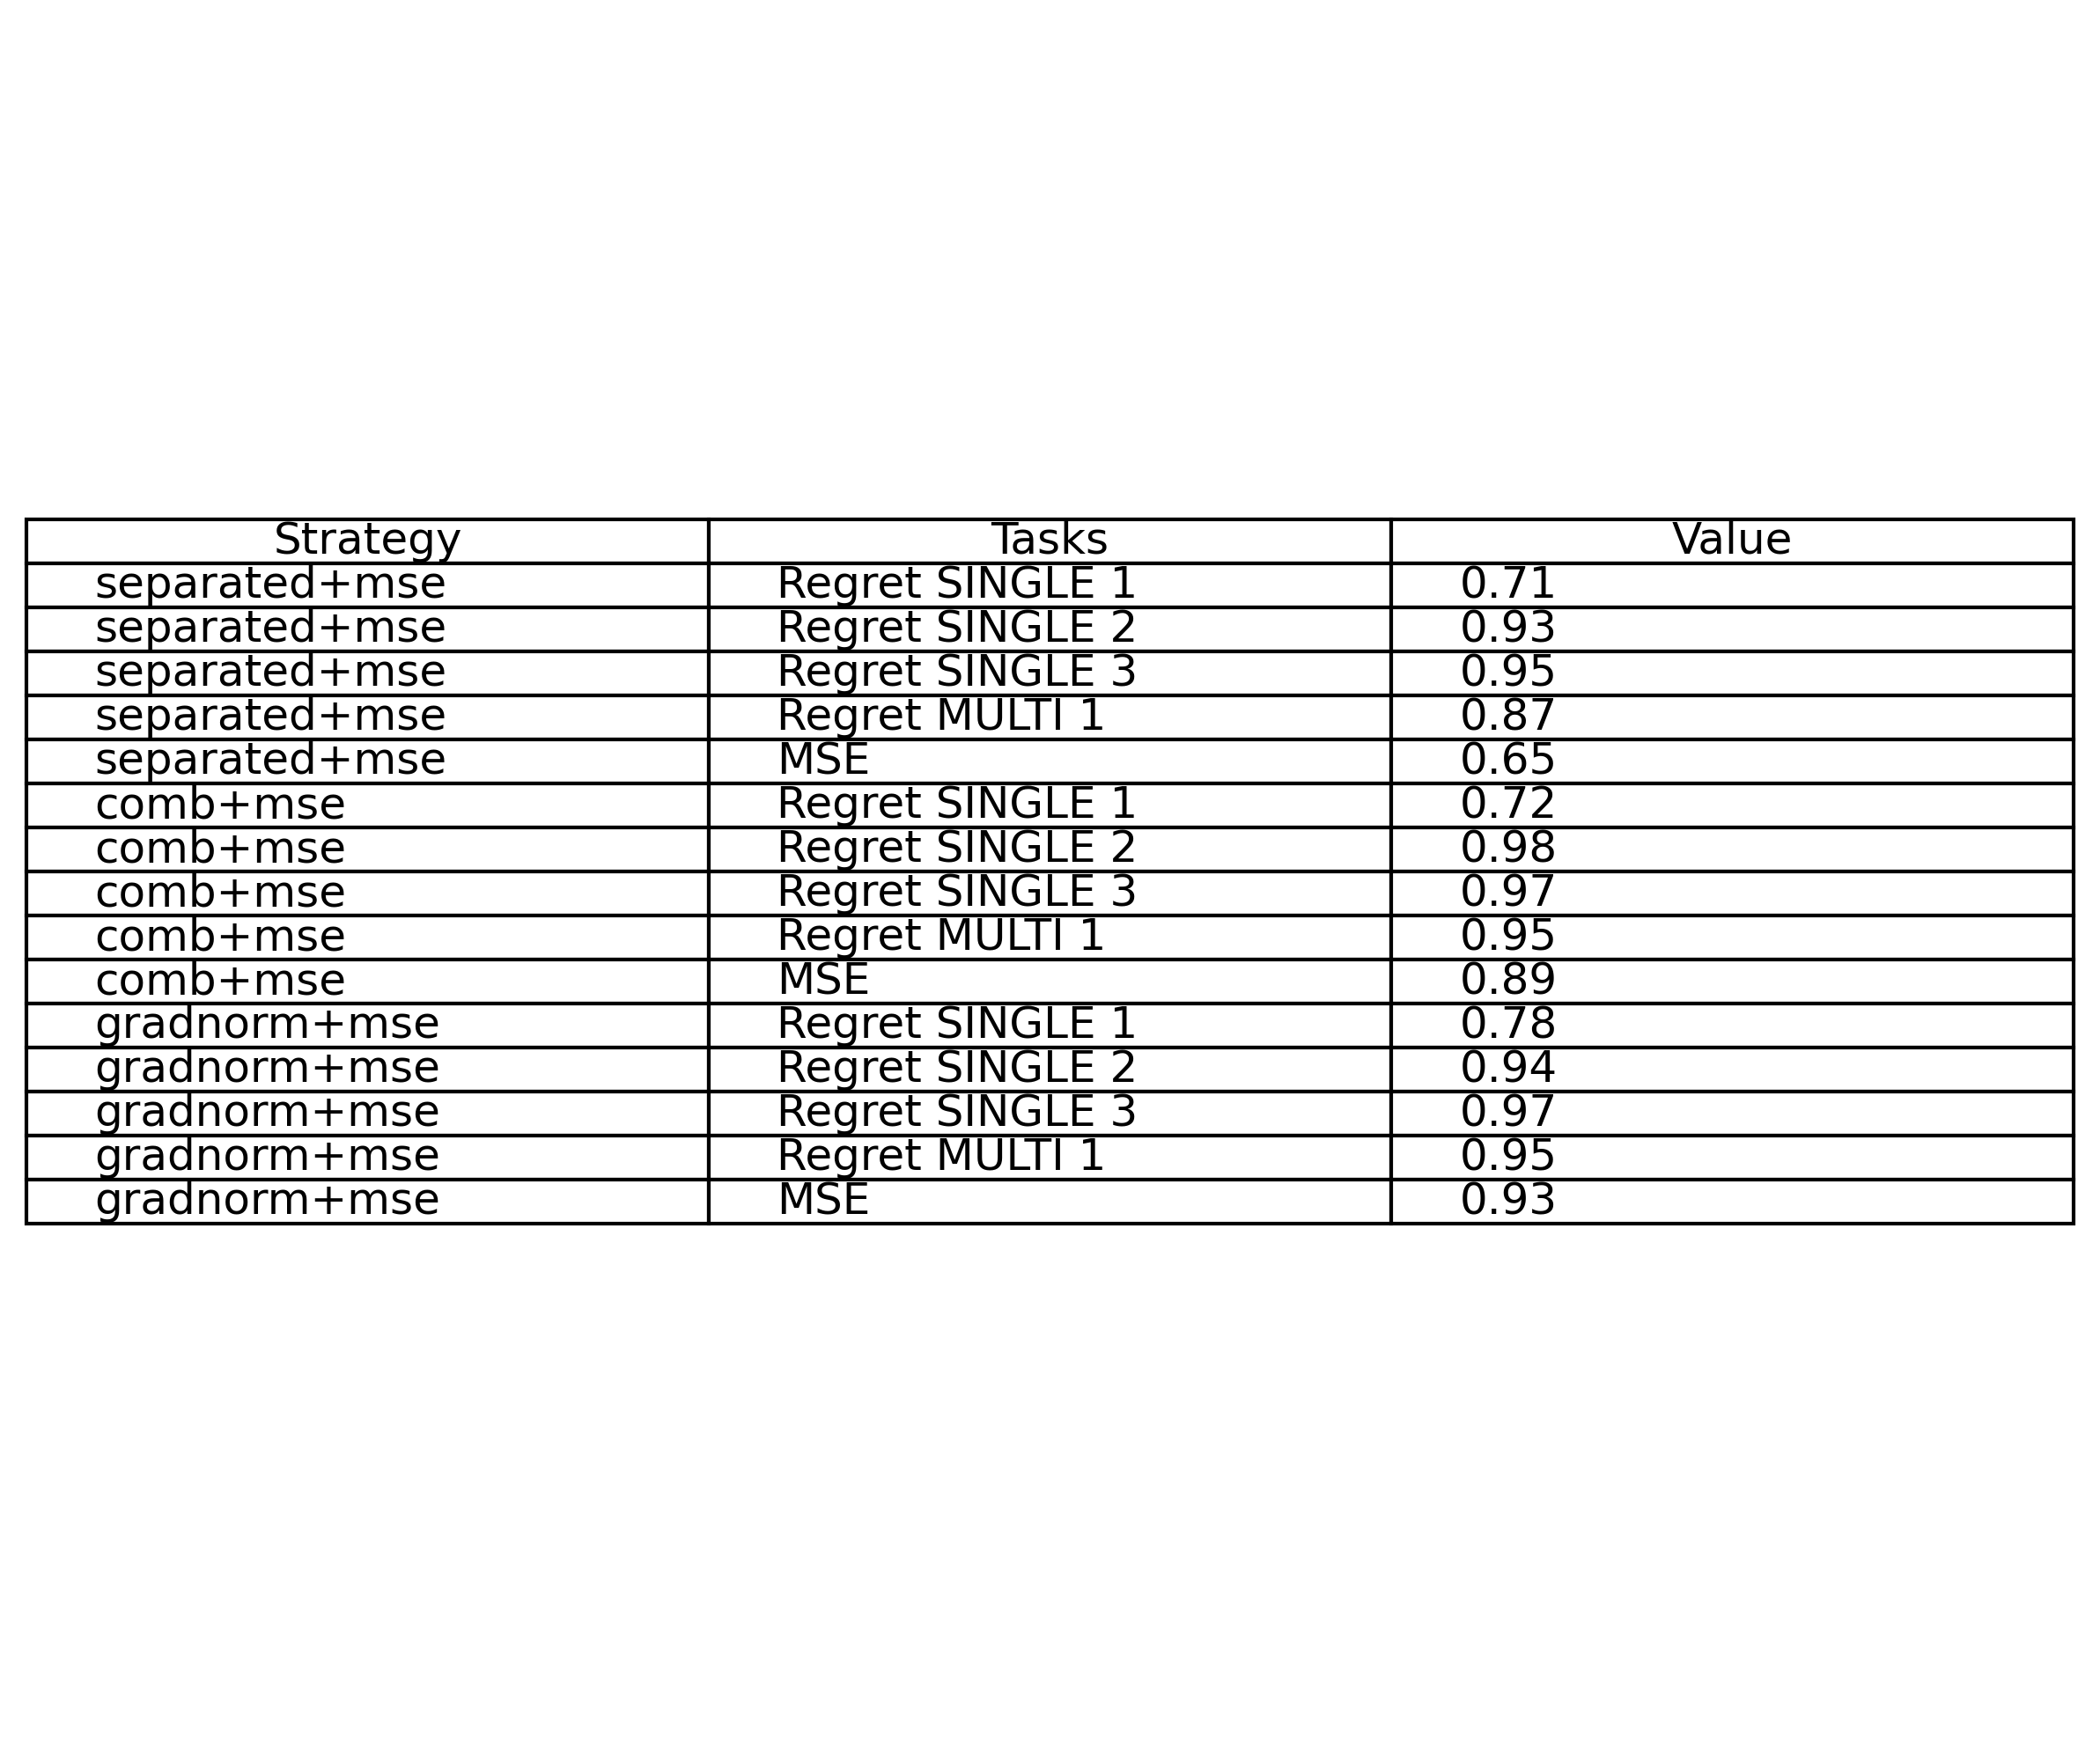 Strategy Tasks Value
separated+mse Regret SINGLE 1 0.71
separated+mse Regret SINGLE 2 0.93
separated+mse Regret SINGLE 3 0.95
separated+mse Regret MULTI 1 0.87
separated+mse MSE 0.65
comb+mse Regret SINGLE 1 0.72
comb+mse Regret SINGLE 2 0.98
comb+mse Regret SINGLE 3 0.97
comb+mse Regret MULTI 1 0.95
comb+mse MSE 0.89
gradnorm+mse Regret SINGLE 1 0.78
gradnorm+mse Regret SINGLE 2 0.94
gradnorm+mse Regret SINGLE 3 0.97
gradnorm+mse Regret MULTI 1 0.95
gradnorm+mse MSE 0.93